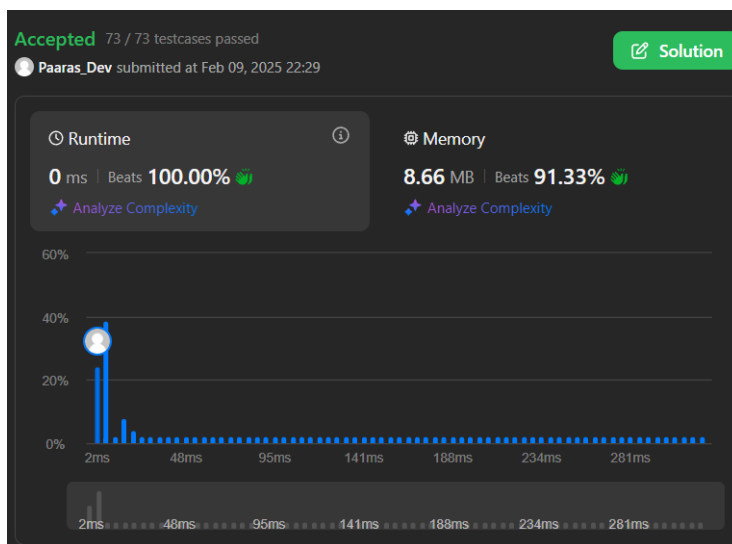 Accepted 73 / 73 testcases passed
Paaras_Dev submitted at Feb 09, 2025 22:29
Solution
Runtime
0 ms | Beats 100.00%
Analyze Complexity
Memory
8.66 MB | Beats 91.33%
Analyze Complexity
60%
40%
20%
0%
2ms 48ms 95ms 141ms 188ms 234ms 281ms
2ms 48ms 95ms 141ms 188ms 234ms 281ms